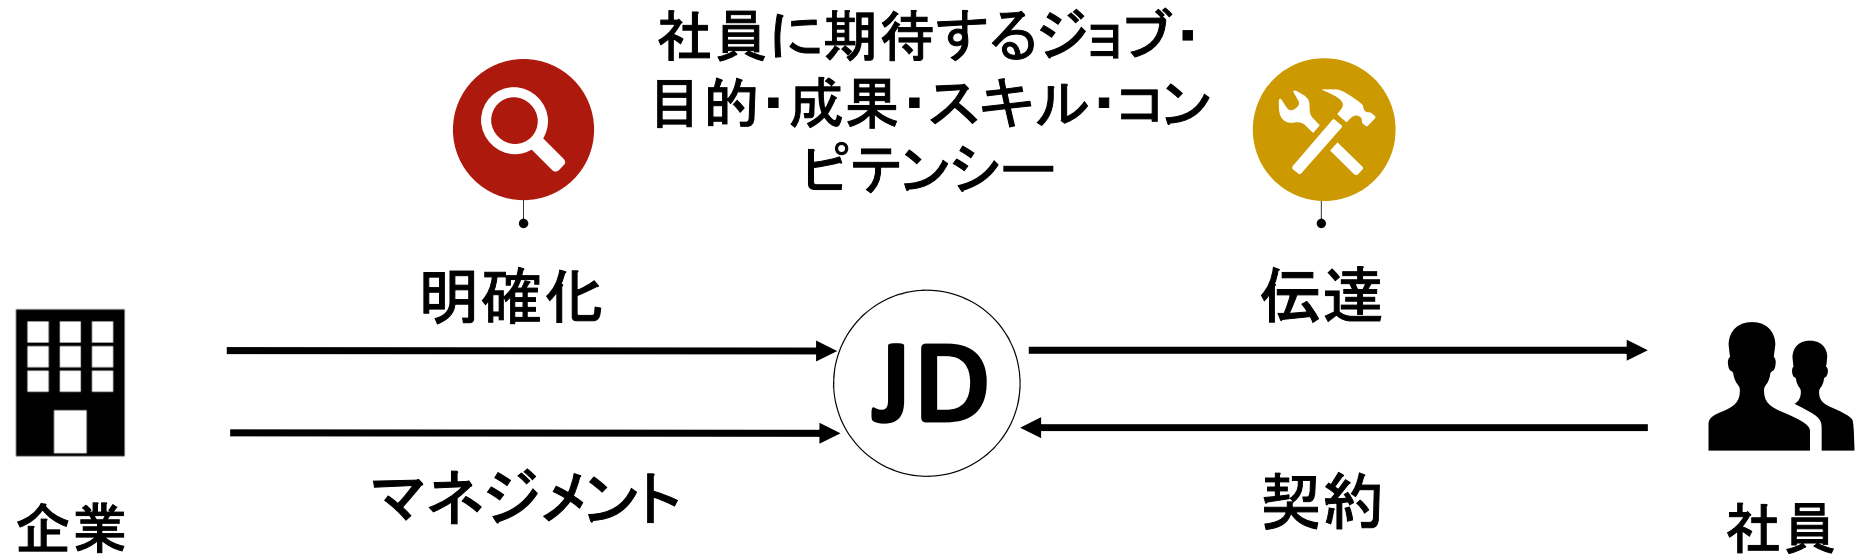 社員に期待するジョブ・
目的・成果・スキル・コン
ピテンシー
明確化
伝達
JD
マネジメント
契約
企業
社員